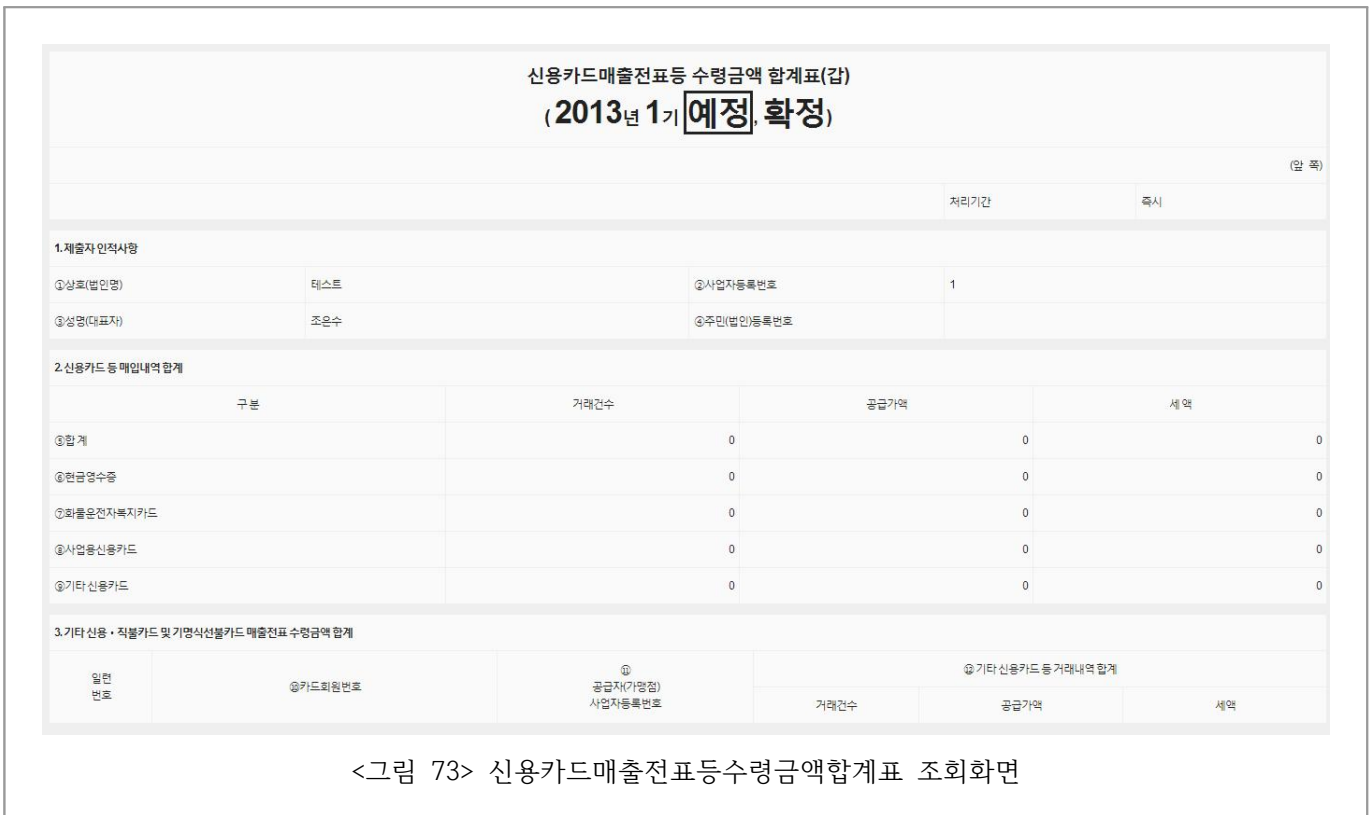 신용카드매출전표등 수령금액 합계표(갑)
( 2013년 1기 예정, 확정)
(앞 쪽)
처리기간 즉시
1.제출자 인적사항
①상호(법인명) 테스트 ②사업자등록번호 1
③성명(대표자) 조은수 ④주민(법인)등록번호
2.신용카드 등 매입내역 합계
구 분 거래건수 공급가액 세 액
⑤합 계 0 0 0
⑥현금영수증 0 0 0
⑦화물운전자복지카드 0 0 0
⑧사업용신용카드 0 0 0
⑨기타 신용카드 0 0 0
3.기타 신용·직불카드 및 기명식선불카드 매출전표 수령금액 합계
일련
번호
⑩카드회원번호
⑪
공급자(가맹점)
사업자등록번호
⑫기타 신용카드 등 거래내역 합계
거래건수 공급가액 세액
<그림 73> 신용카드매출전표등수령금액합계표 조회화면